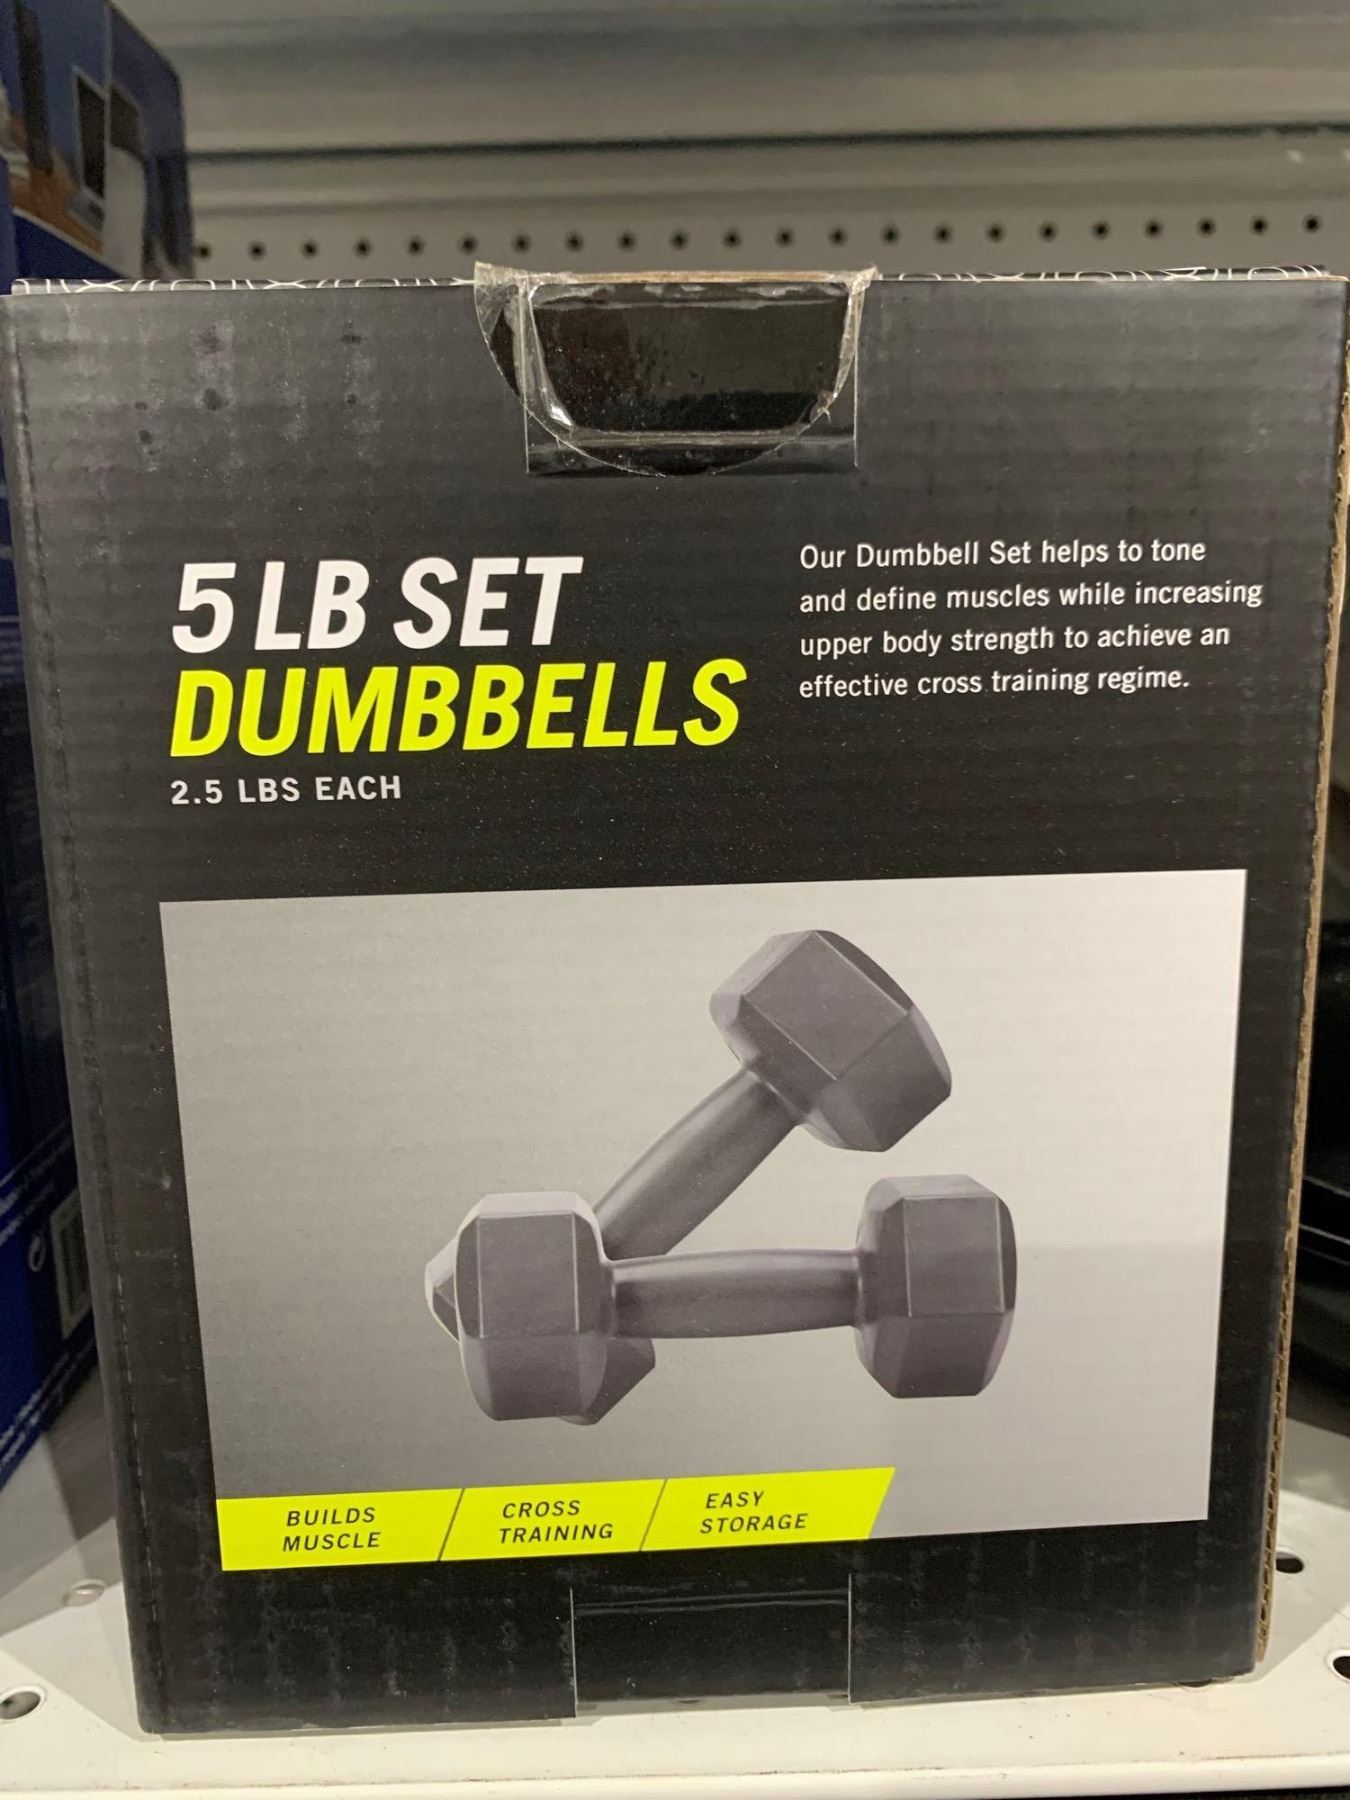 5 LB SET
DUMBBELLS
2.5 LBS EACH
Our Dumbbell Set helps to tone
and define muscles while increasing
upper body strength to achieve an
effective cross training regime.
BUILDS
MUSCLE
CROSS
TRAINING
EASY
STORAGE